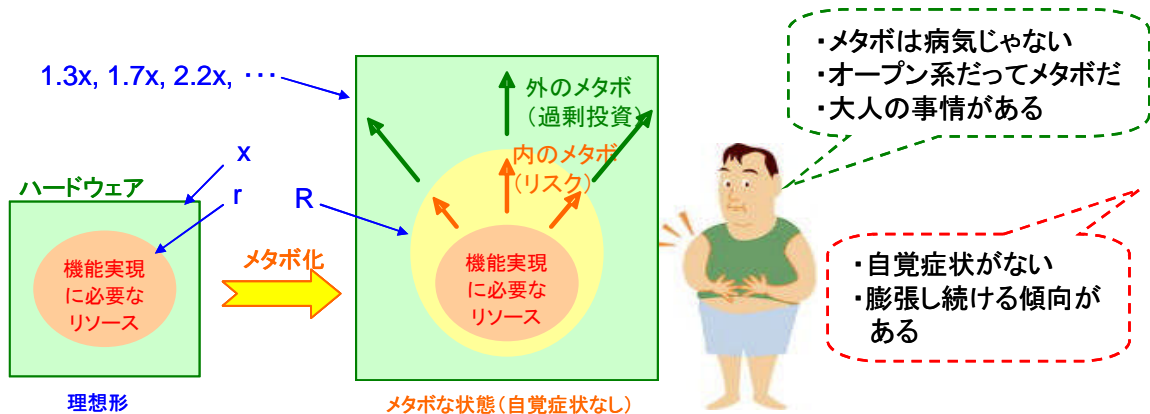 1.3x, 1.7x, 2.2x, ・・・
x
ハードウェア
r
R
機能実現
に必要な
リソース
理想形
メタボ化
外のメタボ
（過剰投資）
内のメタボ
（リスク）
機能実現
に必要な
リソース
メタボな状態（自覚症状なし）
・メタボは病気じゃない
・オープン系だってメタボだ
・大人の事情がある
・自覚症状がない
・膨張し続ける傾向が
ある